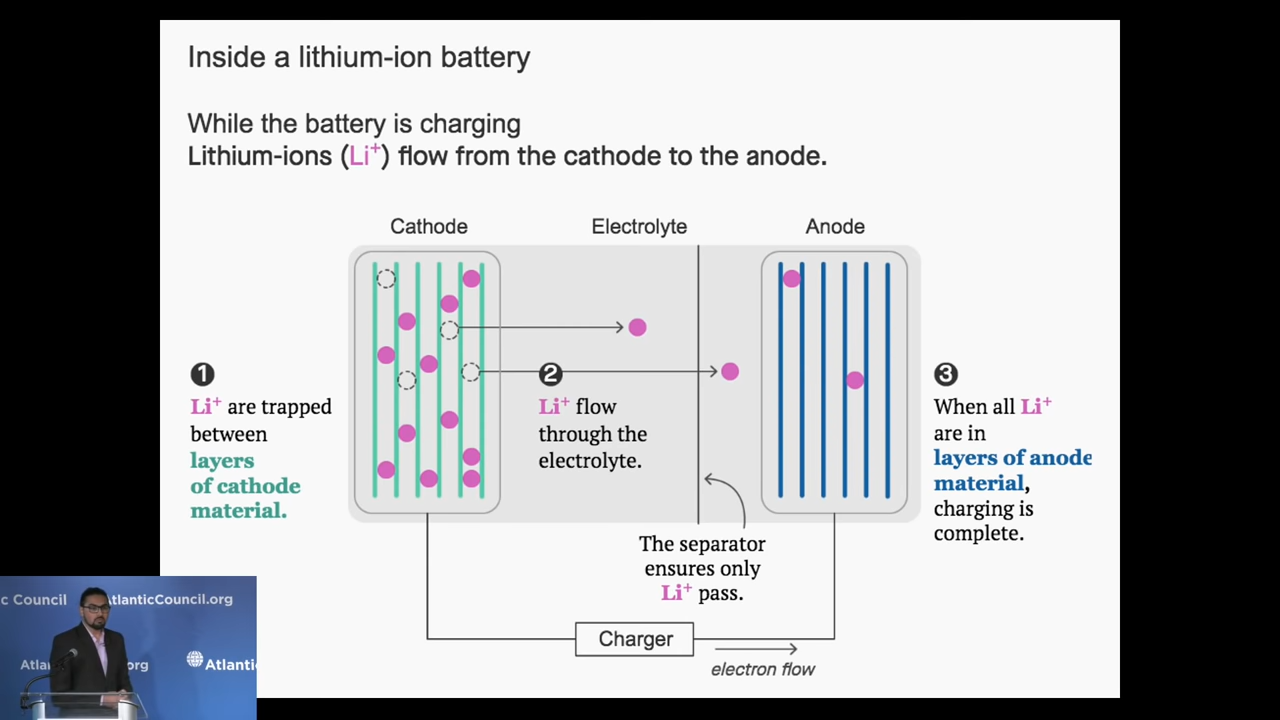 Inside a lithium-ion battery
While the battery is charging
Lithium-ions (Li⁺) flow from the cathode to the anode.
Cathode
Electrolyte
Anode
1
Li⁺ are trapped
between
layers
of cathode
material.
2
Li⁺ flow
through the
electrolyte.
3
When all Li⁺
are in
layers of anode
material,
charging is
complete.
The separator
ensures only
Li⁺ pass.
Charger
electron flow
c Council
AtlanticCouncil.org
Atla
org
Atlantic